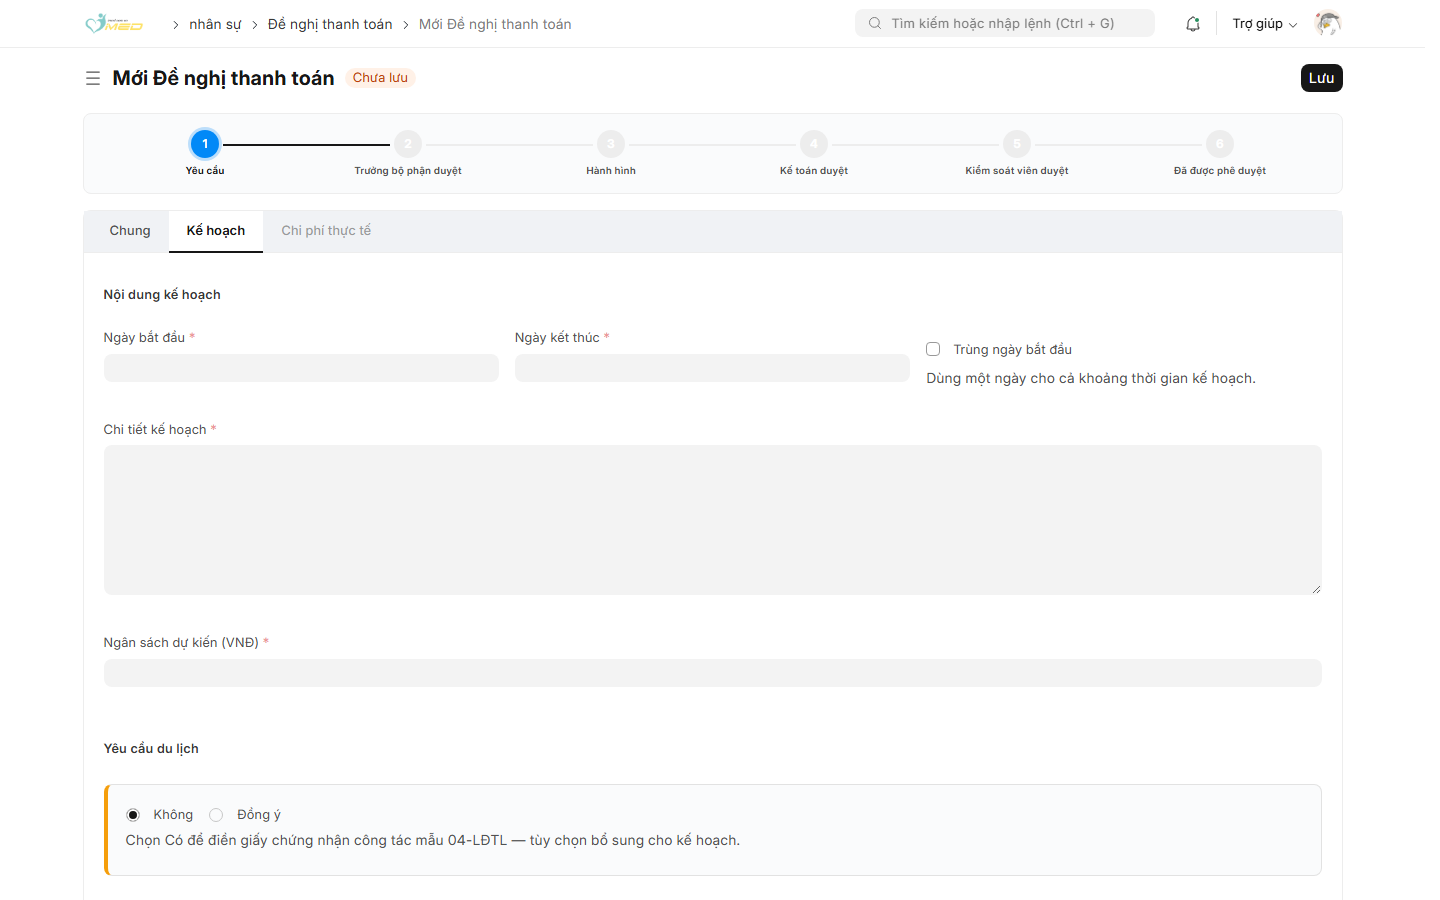 MED
nhân sự
Đề nghị thanh toán
Mới Đề nghị thanh toán
Tìm kiếm hoặc nhập lệnh (Ctrl + G)
Trợ giúp
Mới Đề nghị thanh toán
Chưa lưu
Lưu
1
2
3
4
5
6
Yêu cầu
Trưởng bộ phận duyệt
Hành hình
Kế toán duyệt
Kiểm soát viên duyệt
Đã được phê duyệt
Chung
Kế hoạch
Chi phí thực tế
Nội dung kế hoạch
Ngày bắt đầu *
Ngày kết thúc *
Trùng ngày bắt đầu
Dùng một ngày cho cả khoảng thời gian kế hoạch.
Chi tiết kế hoạch *
Ngân sách dự kiến (VNĐ) *
Yêu cầu du lịch
Không
Đồng ý
Chọn Có để điền giấy chứng nhận công tác mẫu 04-LĐTL — tùy chọn bổ sung cho kế hoạch.